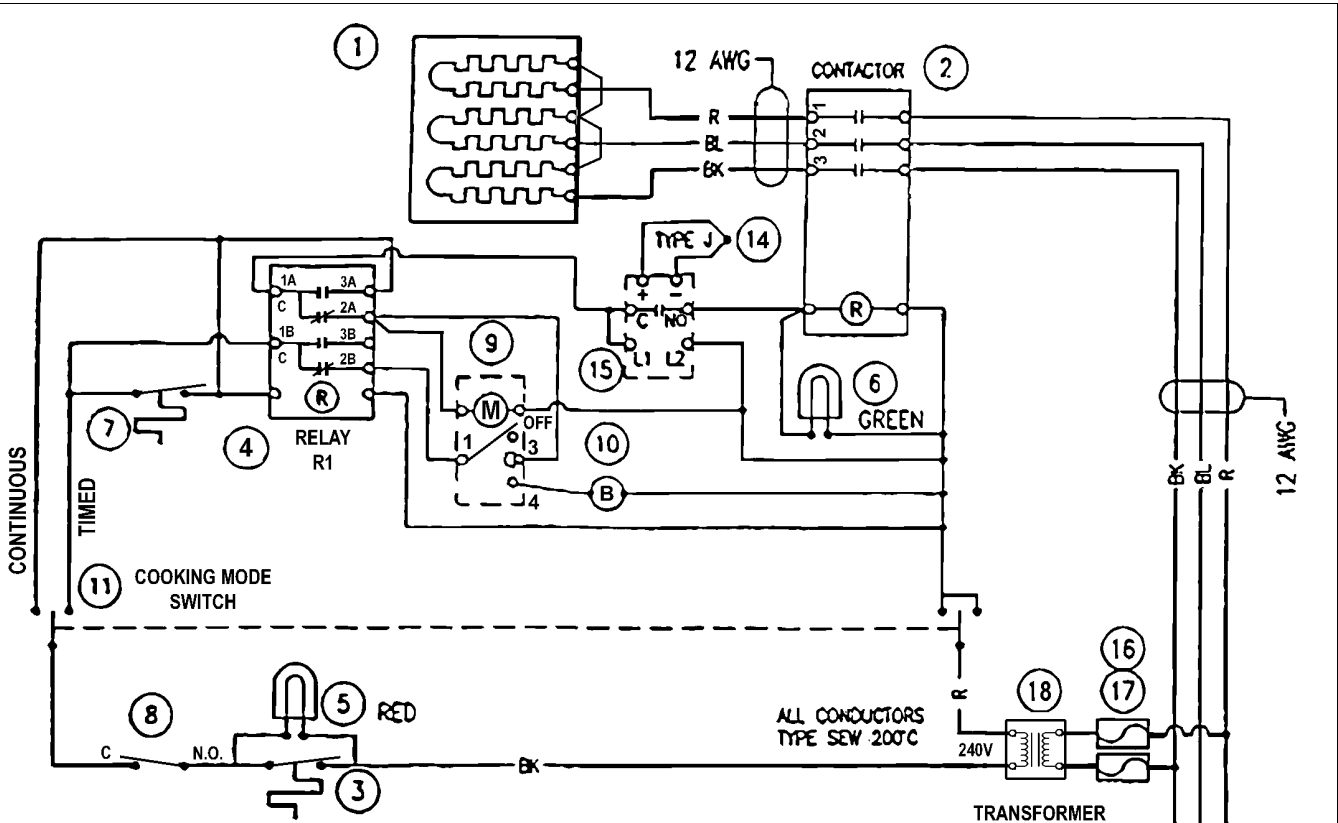 1
12 AWG
CONTACTOR 2
1
R
2
BL
3
BK
TYPE J 14
+ -
1A 3A
C 2A
C NO
R
1B 3B
9
C 2B
L1 L2
15
6
R
M
GREEN
7
OFF
4 RELAY
R1
1 3
10
B
4
CONTINUOUS
TIMED
BK BL R
12 AWG
11 COOKING MODE
SWITCH
16
R
18 17
5 RED
8
ALL CONDUCTORS
TYPE SEW 200°C
C N.O.
240V
BK
3
TRANSFORMER